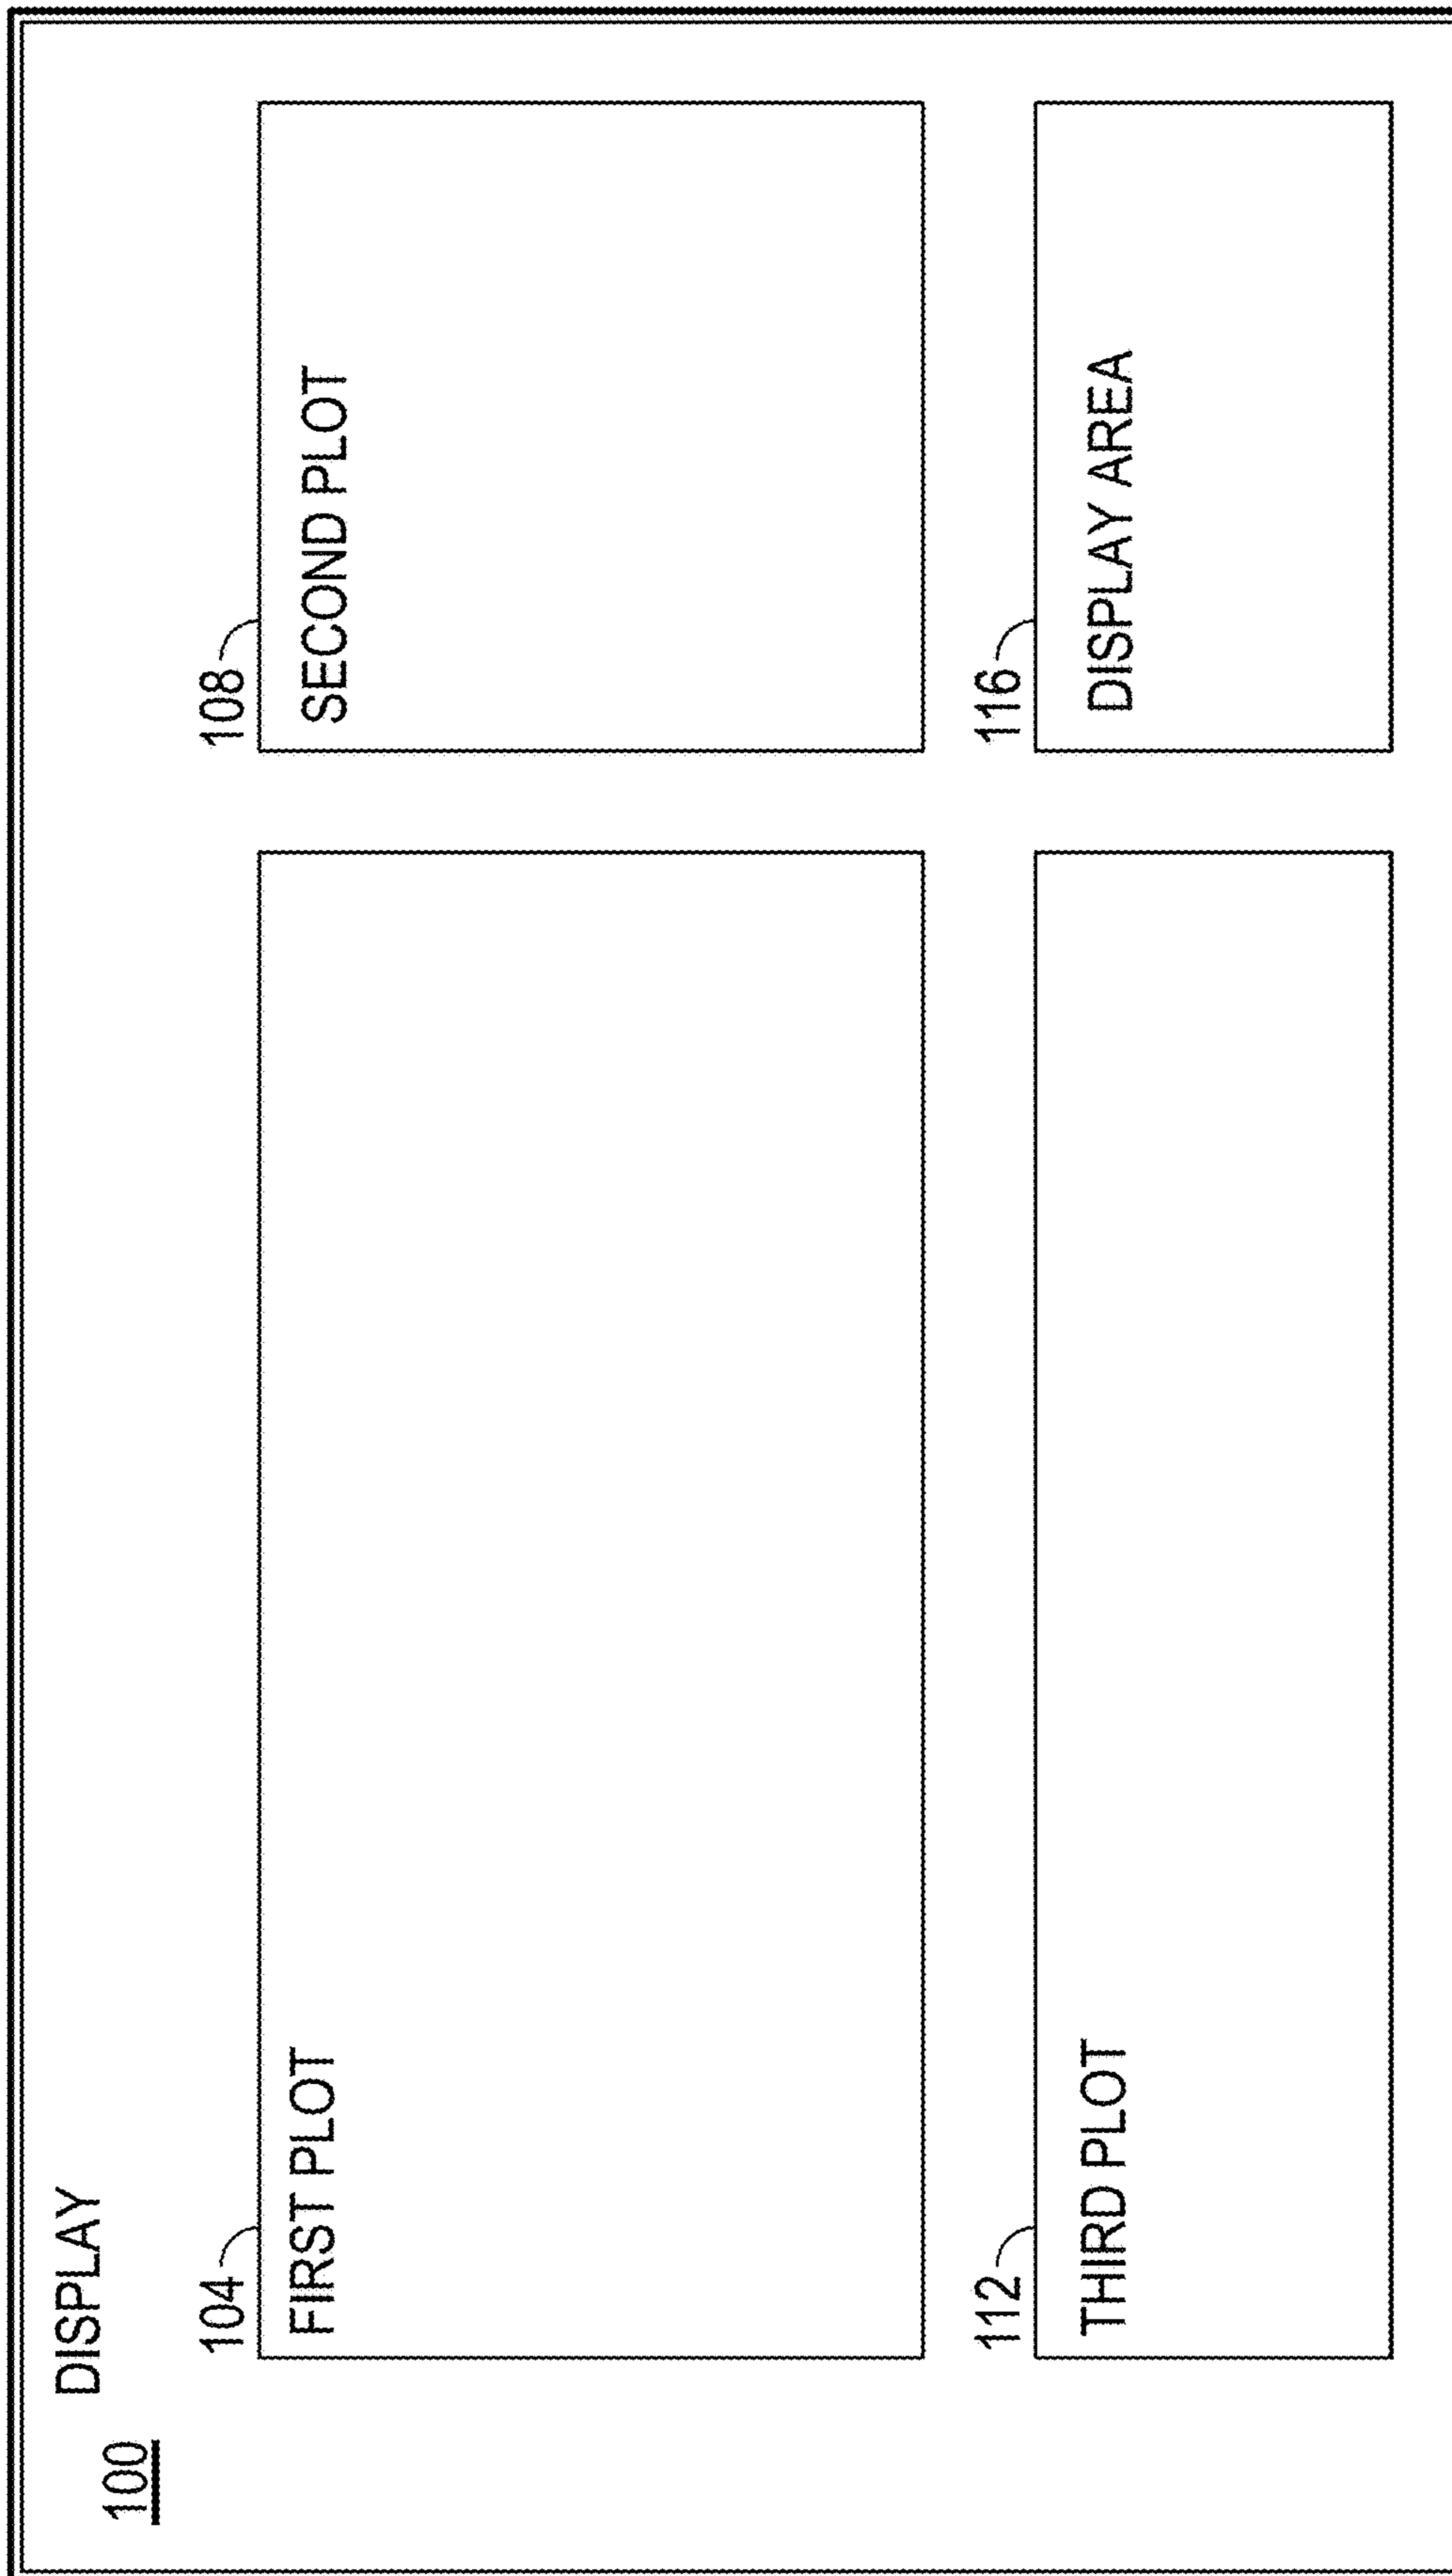 DISPLAY
100
104
FIRST PLOT
108
SECOND PLOT
112
THIRD PLOT
116
DISPLAY AREA